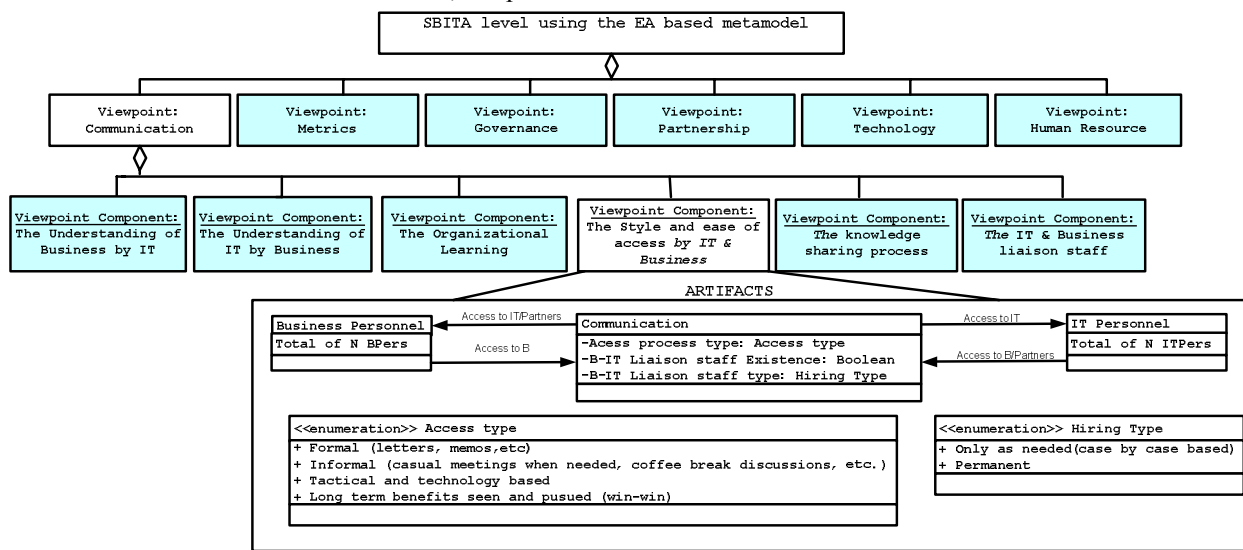 SBITA level using the EA based metamodel
Viewpoint:
Communication
Viewpoint:
Metrics
Viewpoint:
Governance
Viewpoint:
Partnership
Viewpoint:
Technology
Viewpoint:
Human Resource
Viewpoint Component:
The Understanding of
Business by IT
Viewpoint Component:
The Understanding of
IT by Business
Viewpoint Component:
The Organizational
Learning
Viewpoint Component:
The Style and ease of
access by IT &
Business
Viewpoint Component:
The knowledge
sharing process
Viewpoint Component:
The IT & Business
liaison staff
ARTIFACTS
Business Personnel
Total of N BPers
Access to IT/Partners
Access to B
Communication
-Acess process type: Access type
-B-IT Liaison staff Existence: Boolean
-B-IT Liaison staff type: Hiring Type
Access to IT
Access to B/Partners
IT Personnel
Total of N ITPers
<<enumeration>> Access type
+ Formal (letters, memos,etc)
+ Informal (casual meetings when needed, coffee break discussions, etc.)
+ Tactical and technology based
+ Long term benefits seen and pusued (win-win)
<<enumeration>> Hiring Type
+ Only as needed(case by case based)
+ Permanent